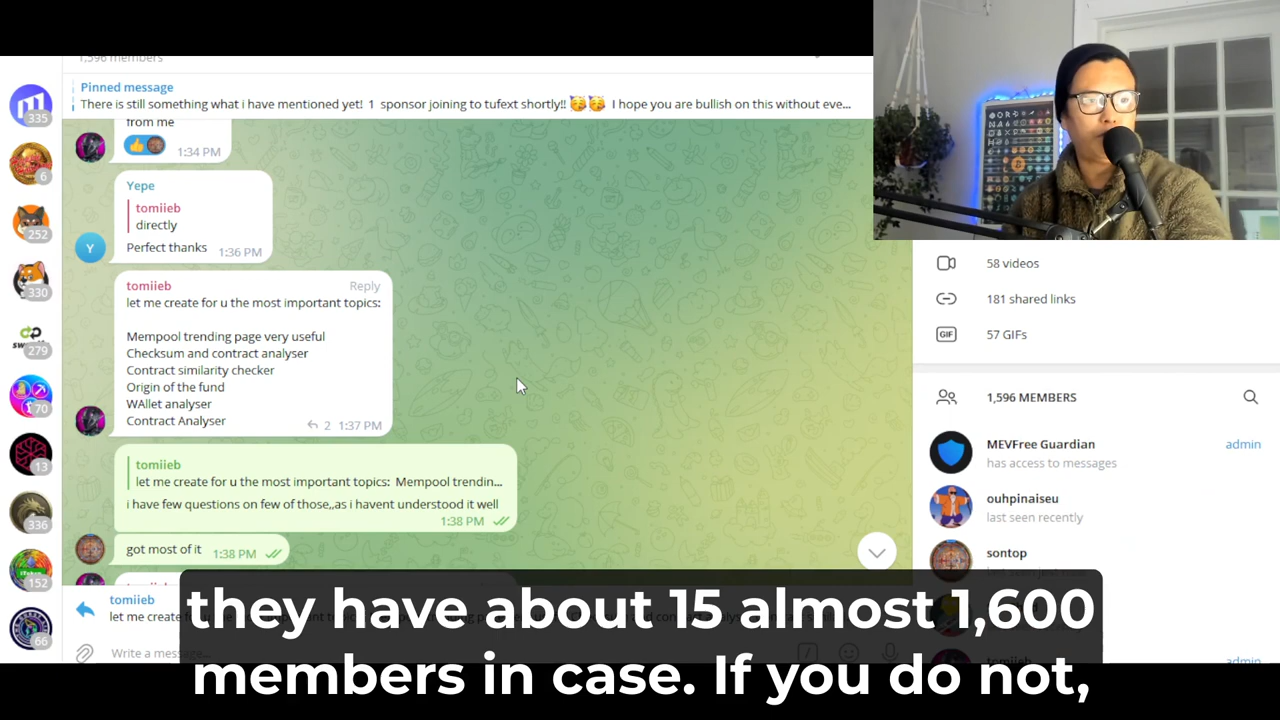 1,596 members
Pinned message
There is still something what i have mentioned yet! 1 sponsor joining to tufext shortly!! 🥳🥳 I hope you are bullish on this without eve...
from me
👍 1:34 PM
Yepe
tomiieb
directly
Perfect thanks 1:36 PM
Y
tomiieb Reply
let me create for u the most important topics:
Mempool trending page very useful
Checksum and contract analyser
Contract similarity checker
Origin of the fund
WAllet analyser
Contract Analyser
2 1:37 PM
tomiieb
let me create for u the most important topics: Mempool trendin...
i have few questions on few of those,,as i havent understood it well
1:38 PM
got most of it 1:38 PM
tomiieb
let me cre
Write a mess
335
6
252
330
279
70
13
336
152
66
58 videos
181 shared links
GIF 57 GIFs
1,596 MEMBERS
MEVFree Guardian admin
has access to messages
ouhpinaiseu
last seen recently
sontop
admin
they have about 15 almost 1,600
members in case. If you do not,